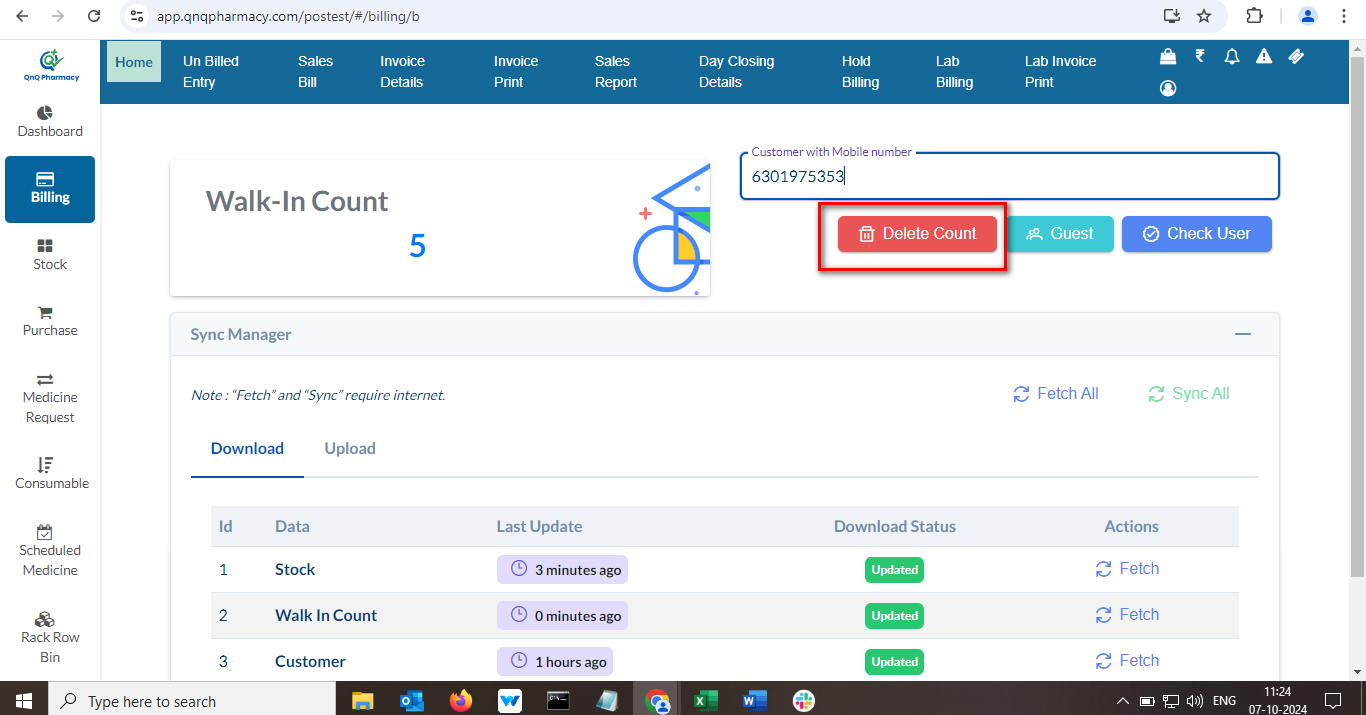 app.qnqpharmacy.com/postest/#/billing/b
QnQ Pharmacy
Home
Un Billed
Entry
Sales
Bill
Invoice
Details
Invoice
Print
Sales
Report
Day Closing
Details
Hold
Billing
Lab
Billing
Lab Invoice
Print
Dashboard
Billing
Stock
Purchase
Medicine
Request
Consumable
Scheduled
Medicine
Rack Row
Bin
Walk-In Count
5
Customer with Mobile number
6301975353
Delete Count
Guest
Check User
Sync Manager
Note : “Fetch” and “Sync” require internet.
Fetch All
Sync All
Download
Upload
Id Data Last Update Download Status Actions
1 Stock 3 minutes ago Updated Fetch
2 Walk In Count 0 minutes ago Updated Fetch
3 Customer 1 hours ago Updated Fetch
Type here to search
ENG
11:24
07-10-2024